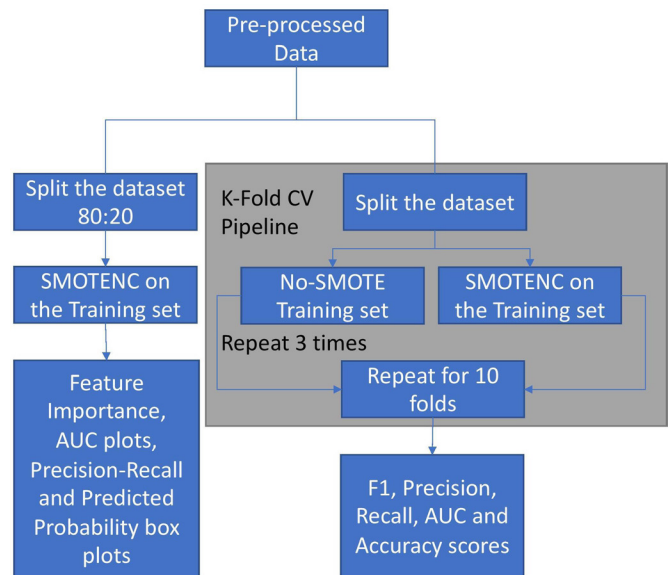 Pre-processed
Data
Split the dataset
80:20
SMOTENC on
the Training set
Feature
Importance,
AUC plots,
Precision-Recall
and Predicted
Probability box
plots
K-Fold CV
Pipeline
Split the dataset
No-SMOTE
Training set
SMOTENC on
the Training set
Repeat 3 times
Repeat for 10
folds
F1, Precision,
Recall, AUC and
Accuracy scores